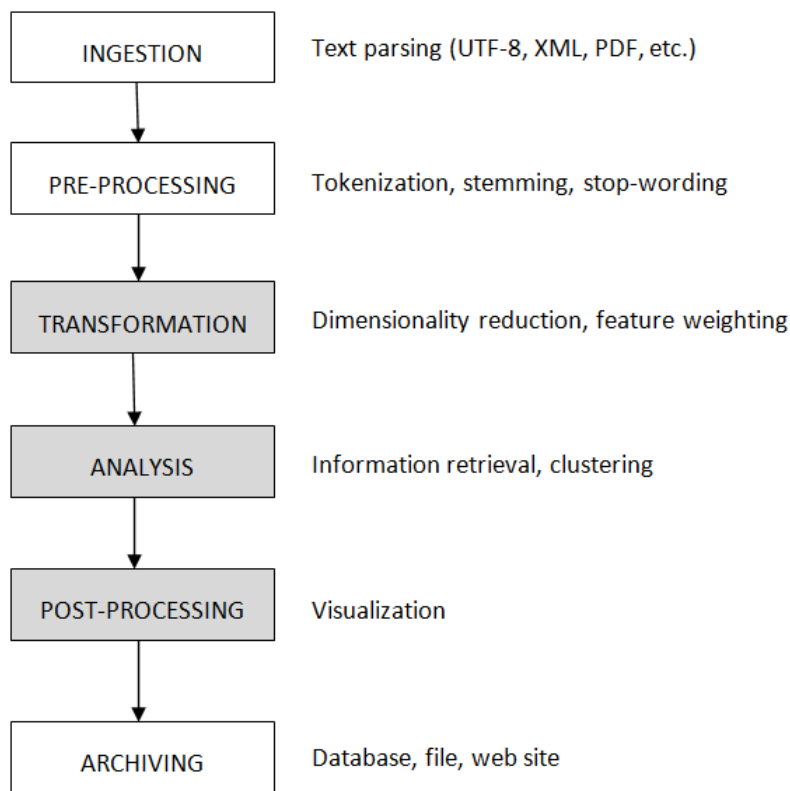 INGESTION
Text parsing (UTF-8, XML, PDF, etc.)
PRE-PROCESSING
Tokenization, stemming, stop-wording
TRANSFORMATION
Dimensionality reduction, feature weighting
ANALYSIS
Information retrieval, clustering
POST-PROCESSING
Visualization
ARCHIVING
Database, file, web site